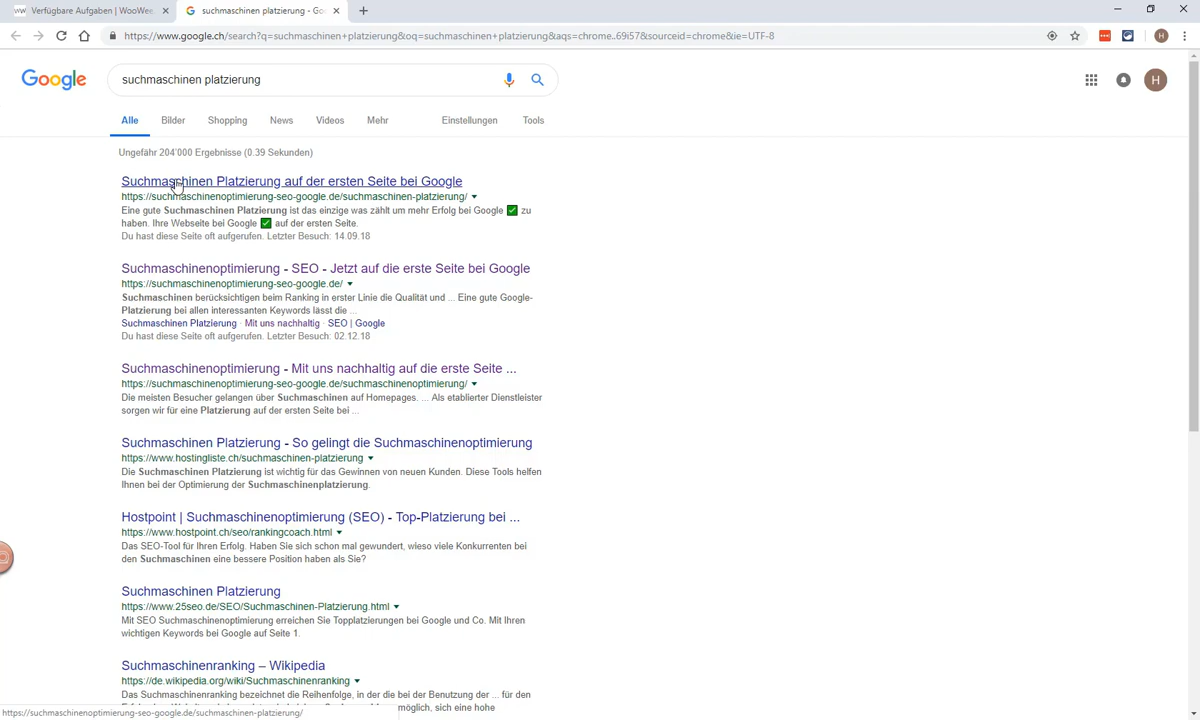 Verfügbare Aufgaben | WooWee
suchmaschinen platzierung - Go
https://www.google.ch/search?q=suchmaschinen+platzierung&oq=suchmaschinen+platzierung&aqs=chrome..69i57&sourceid=chrome&ie=UTF-8
H
Google
suchmaschinen platzierung
H
Alle Bilder Shopping News Videos Mehr Einstellungen Tools
Ungefähr 204'000 Ergebnisse (0.39 Sekunden)
Suchmaschinen Platzierung auf der ersten Seite bei Google
https://suchmaschinenoptimierung-seo-google.de/suchmaschinen-platzierung/
Eine gute Suchmaschinen Platzierung ist das einzige was zählt um mehr Erfolg bei Google ✅ zu
haben. Ihre Webseite bei Google ✅ auf der ersten Seite.
Du hast diese Seite oft aufgerufen. Letzter Besuch: 14.09.18
Suchmaschinenoptimierung - SEO - Jetzt auf die erste Seite bei Google
https://suchmaschinenoptimierung-seo-google.de/
Suchmaschinen berücksichtigen beim Ranking in erster Linie die Qualität und ... Eine gute Google-
Platzierung bei allen interessanten Keywords lässt die ...
Suchmaschinen Platzierung · Mit uns nachhaltig · SEO | Google
Du hast diese Seite oft aufgerufen. Letzter Besuch: 02.12.18
Suchmaschinenoptimierung - Mit uns nachhaltig auf die erste Seite ...
https://suchmaschinenoptimierung-seo-google.de/suchmaschinenoptimierung/
Die meisten Besucher gelangen über Suchmaschinen auf Homepages. ... Als etablierter Dienstleister
sorgen wir für eine Platzierung auf der ersten Seite bei ...
Suchmaschinen Platzierung - So gelingt die Suchmaschinenoptimierung
https://www.hostingliste.ch/suchmaschinen-platzierung
Die Suchmaschinen Platzierung ist wichtig für das Gewinnen von neuen Kunden. Diese Tools helfen
Ihnen bei der Optimierung der Suchmaschinenplatzierung.
Hostpoint | Suchmaschinenoptimierung (SEO) - Top-Platzierung bei ...
https://www.hostpoint.ch/seo/rankingcoach.html
Das SEO-Tool für Ihren Erfolg. Haben Sie sich schon mal gewundert, wieso viele Konkurrenten bei
den Suchmaschinen eine bessere Position haben als Sie?
Suchmaschinen Platzierung
https://www.25seo.de/SEO/Suchmaschinen-Platzierung.html
Mit SEO Suchmaschinenoptimierung erreichen Sie Topplatzierungen bei Google und Co. Mit Ihren
wichtigen Keywords bei Google auf Seite 1.
Suchmaschinenranking – Wikipedia
https://de.wikipedia.org/wiki/Suchmaschinenranking
Das Suchmaschinenranking bezeichnet die Reihenfolge, in der die bei der Benutzung der ... für den
möglich, sich eine hohe
https://suchmaschinenoptimierung-seo-google.de/suchmaschinen-platzierung/